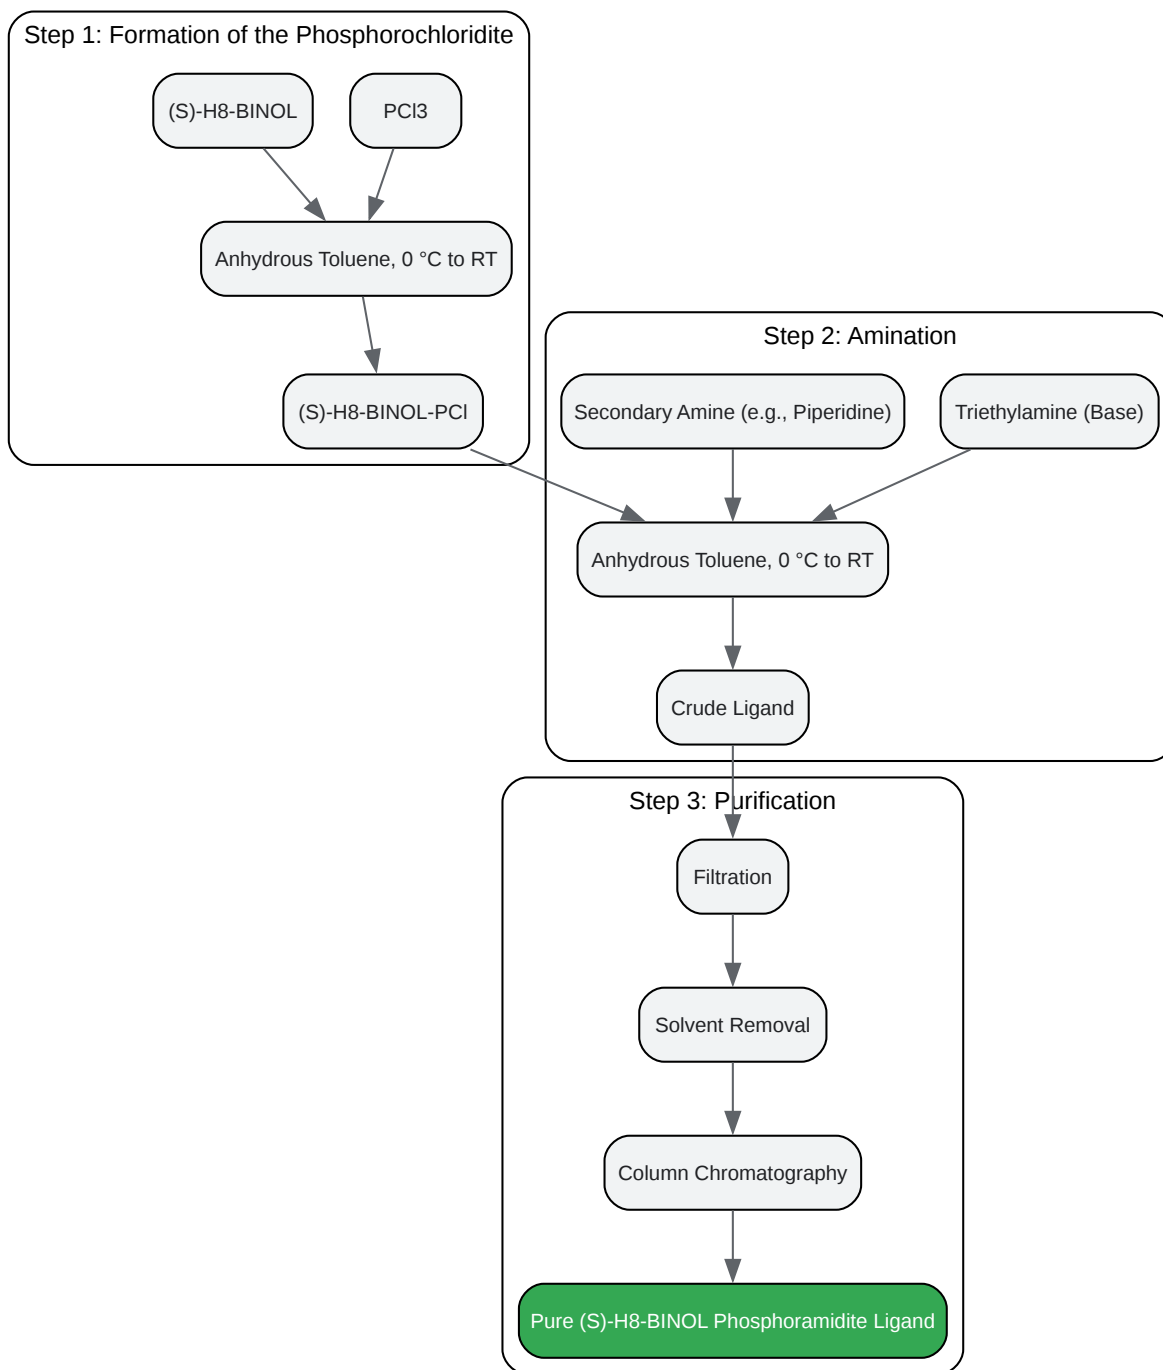 Step 1: Formation of the Phosphorochloridite
(S)-H8-BINOL
PCl3
Anhydrous Toluene, 0 °C to RT
(S)-H8-BINOL-PCl
Step 2: Amination
Secondary Amine (e.g., Piperidine)
Triethylamine (Base)
Anhydrous Toluene, 0 °C to RT
Crude Ligand
Step 3: Purification
Filtration
Solvent Removal
Column Chromatography
Pure (S)-H8-BINOL Phosphoramidite Ligand